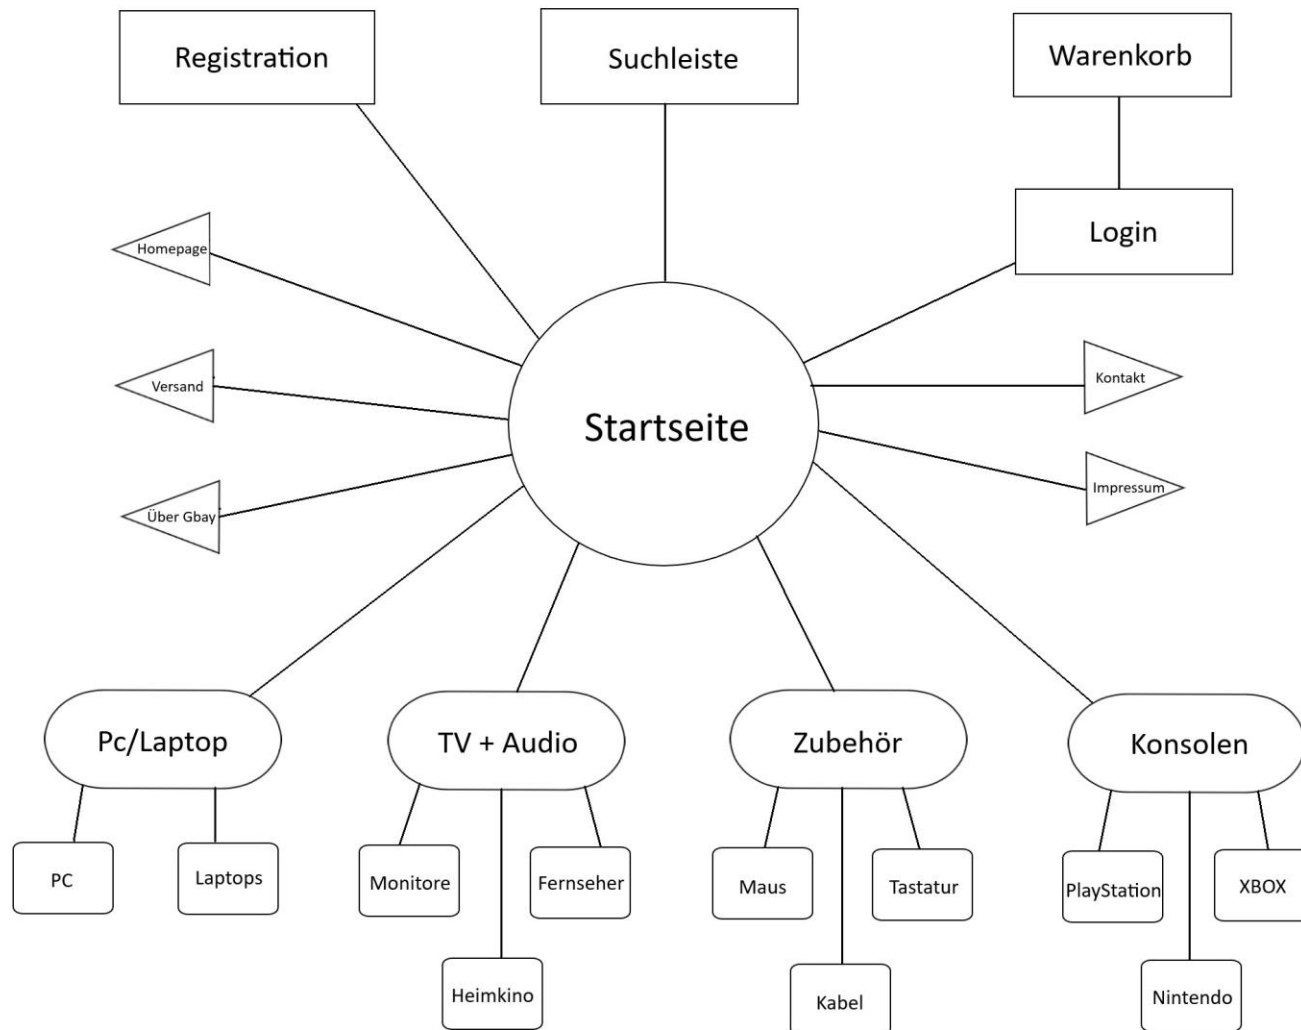 Registration
Suchleiste
Warenkorb
Login
Homepage
Versand
Über Gbay
Startseite
Kontakt
Impressum
Pc/Laptop
TV + Audio
Zubehör
Konsolen
PC
Laptops
Monitore
Fernseher
Maus
Tastatur
PlayStation
XBOX
Heimkino
Kabel
Nintendo